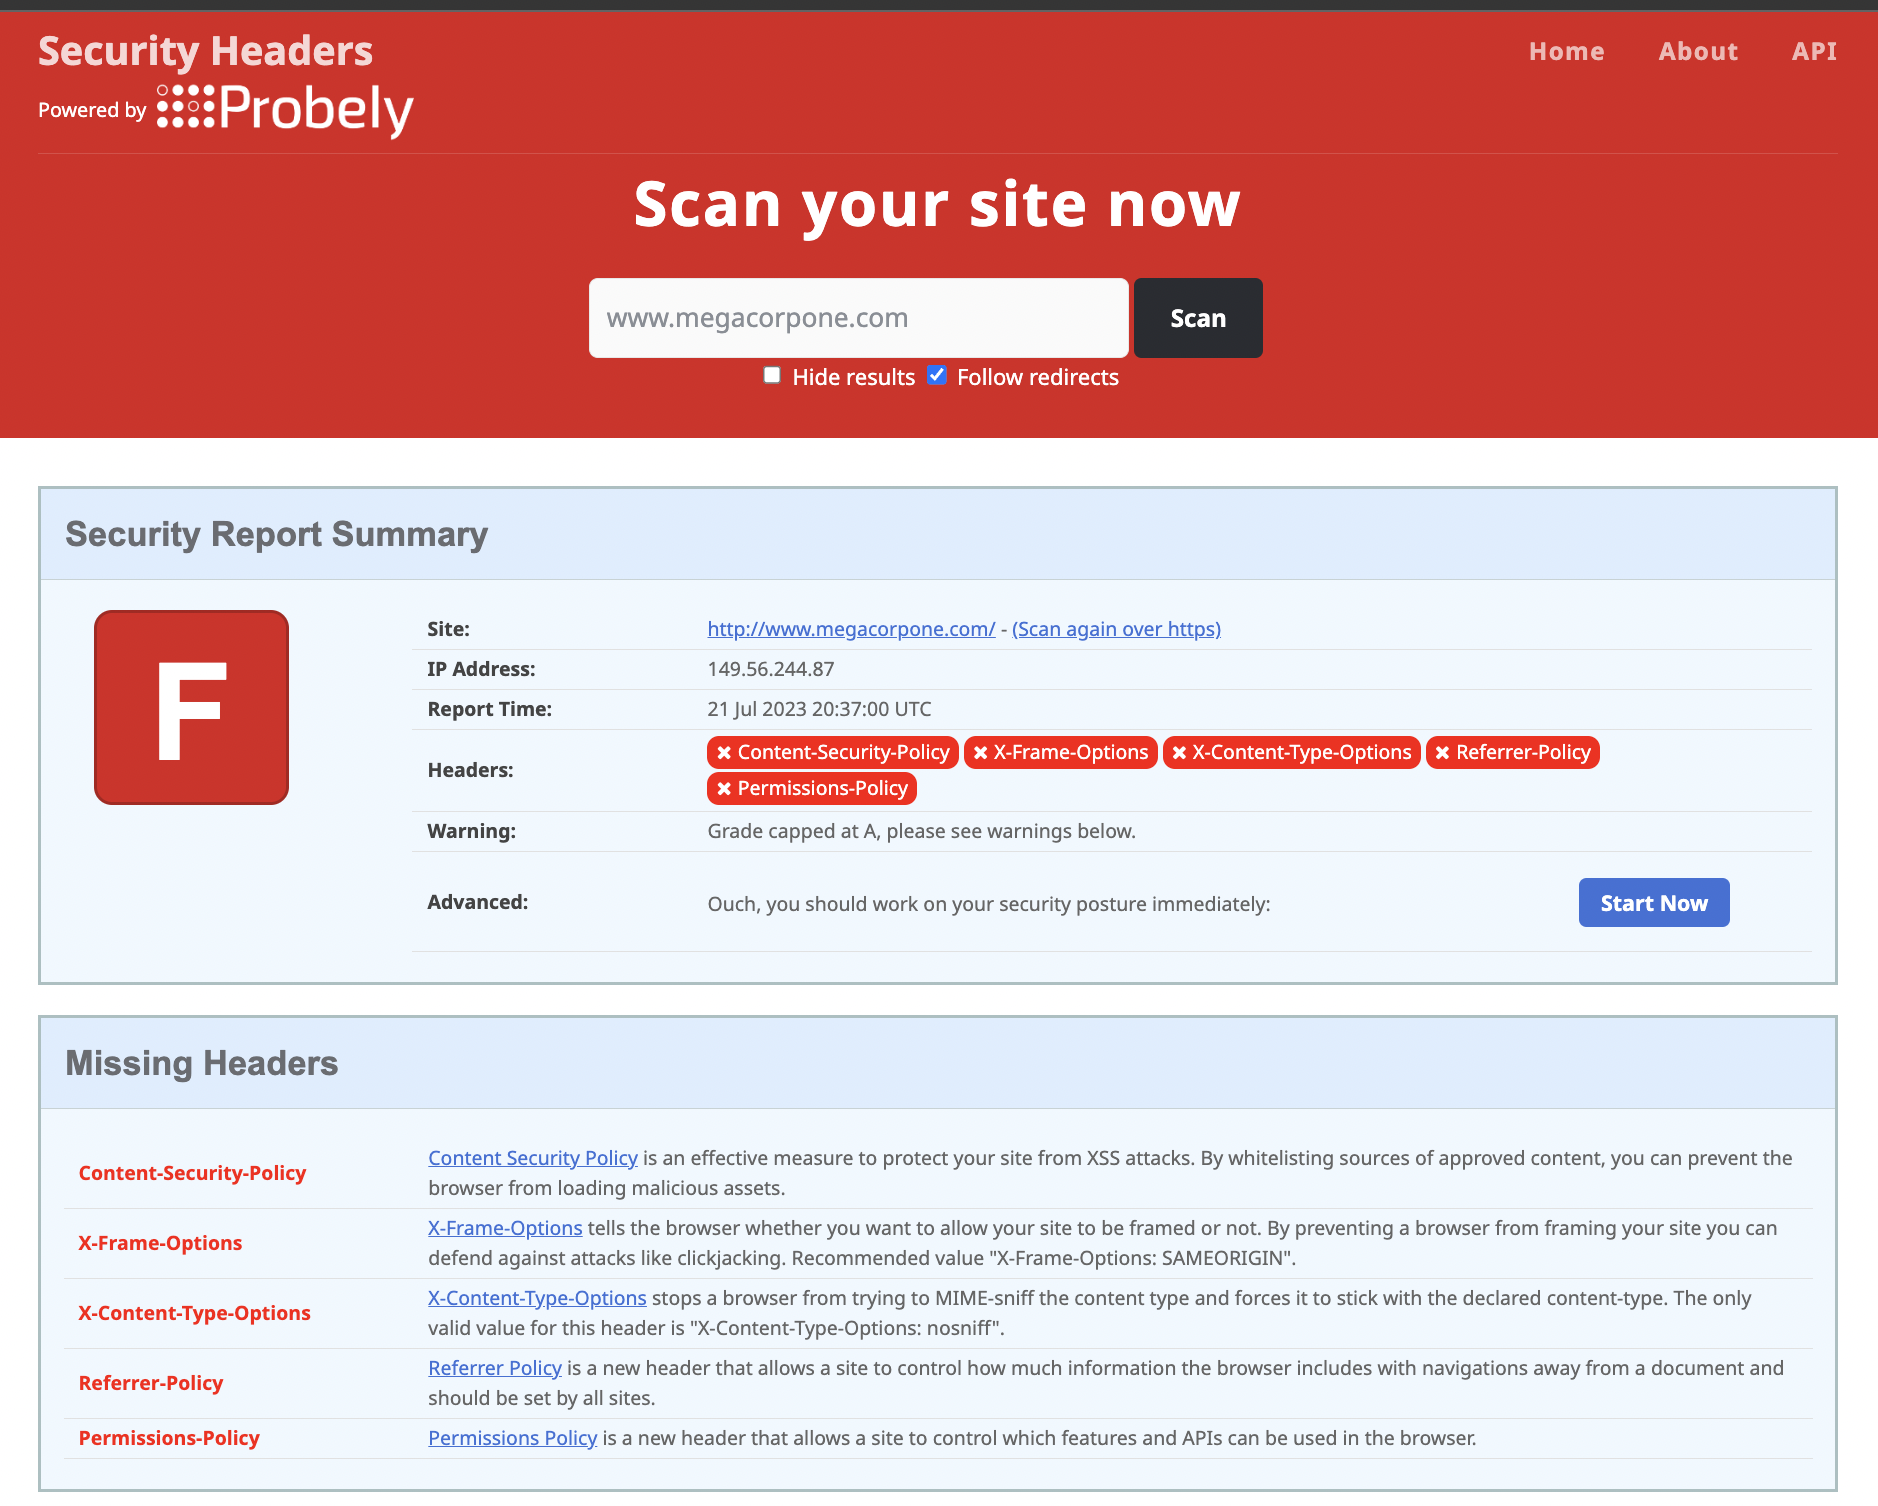 Security Headers
Home About API
Powered by Probely
Scan your site now
www.megacorpone.com Scan
Hide results Follow redirects
Security Report Summary
F
Site: http://www.megacorpone.com/ - (Scan again over https)
IP Address: 149.56.244.87
Report Time: 21 Jul 2023 20:37:00 UTC
Headers: Content-Security-Policy X-Frame-Options X-Content-Type-Options Referrer-Policy
Permissions-Policy
Warning: Grade capped at A, please see warnings below.
Advanced: Ouch, you should work on your security posture immediately: Start Now
Missing Headers
Content-Security-Policy Content Security Policy is an effective measure to protect your site from XSS attacks. By whitelisting sources of approved content, you can prevent the
browser from loading malicious assets.
X-Frame-Options X-Frame-Options tells the browser whether you want to allow your site to be framed or not. By preventing a browser from framing your site you can
defend against attacks like clickjacking. Recommended value "X-Frame-Options: SAMEORIGIN".
X-Content-Type-Options X-Content-Type-Options stops a browser from trying to MIME-sniff the content type and forces it to stick with the declared content-type. The only
valid value for this header is "X-Content-Type-Options: nosniff".
Referrer-Policy Referrer Policy is a new header that allows a site to control how much information the browser includes with navigations away from a document and
should be set by all sites.
Permissions-Policy Permissions Policy is a new header that allows a site to control which features and APIs can be used in the browser.